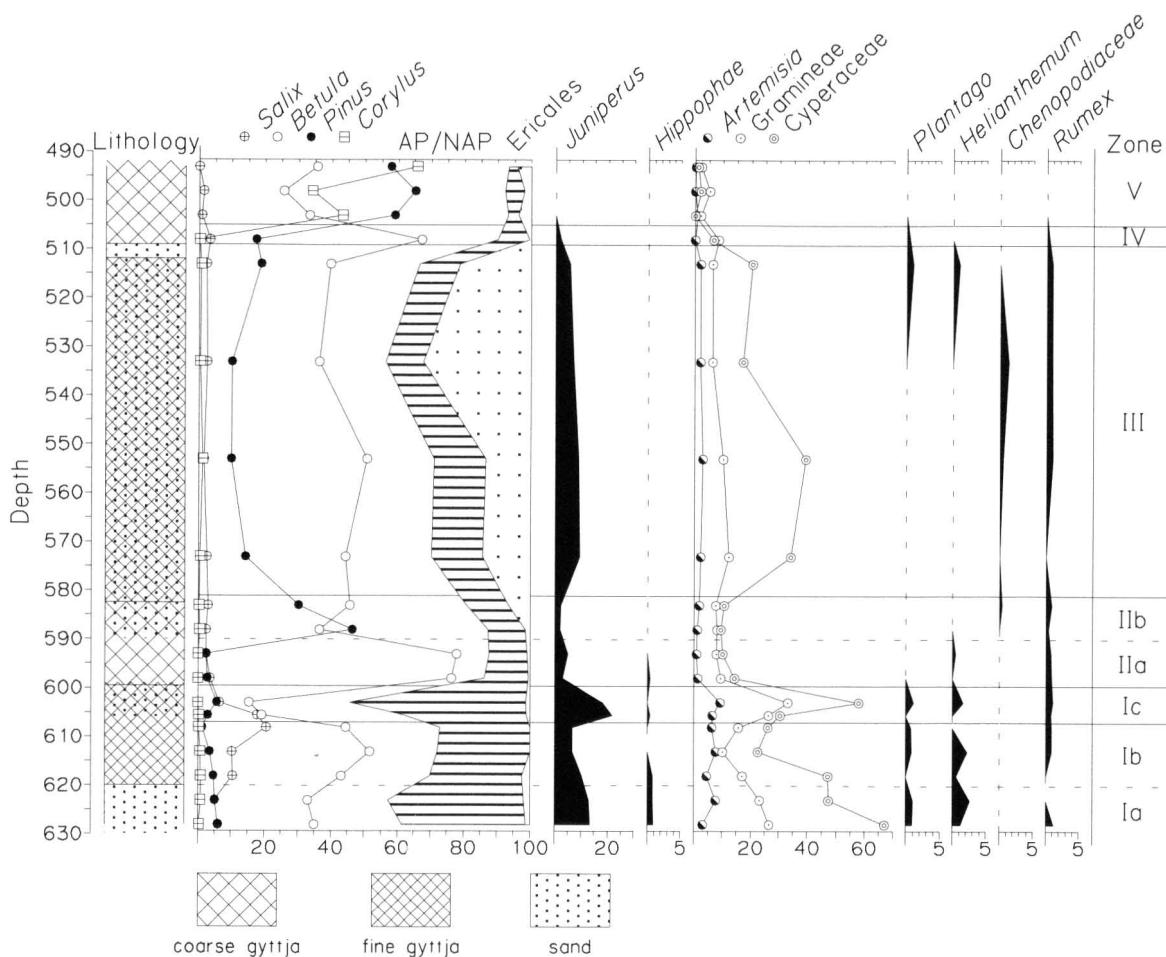 Salix
Betula
Pinus
Corylus
Ericales
Juniperus
Hippophae
Artemisia
Gramineae
Cyperaceae
Plantago
Helianthemum
Chenopodiaceae
Rumex
Lithology
AP/NAP
Zone
Depth
490
500
510
520
530
540
550
560
570
580
590
600
610
620
630
V
IV
III
IIb
IIa
Ic
Ib
Ia
20 40 60 80 100 20 5 20 40 60 5 5 5 5
coarse gyttja
fine gyttja
sand